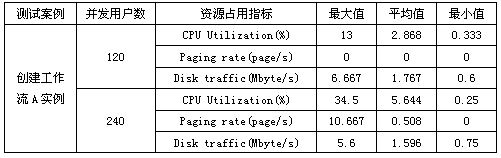 测试案例 并发用户数 资源占用指标 最大值 平均值 最小值
创建工作流 A 实例 120 CPU Utilization(%) 13 2.868 0.333
Paging rate(page/s) 0 0 0
Disk traffic(Mbyte/s) 6.667 1.767 0.6
240 CPU Utilization(%) 34.5 5.644 0.25
Paging rate(page/s) 10.667 0.508 0
Disk traffic(Mbyte/s) 5.6 1.596 0.75